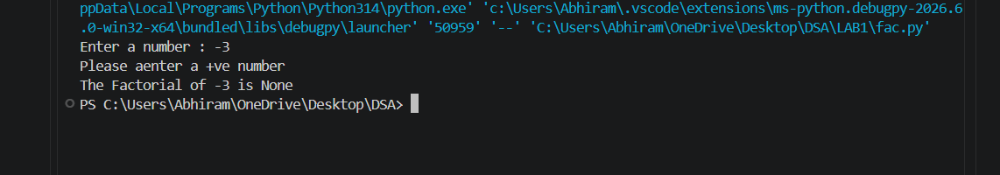 ppData\Local\Programs\Python\Python314\python.exe' 'c:\Users\Abhiram\.vscode\extensions\ms-python.debugpy-2026.6
.0-win32-x64\bundled\libs\debugpy\launcher' '50959' '--' 'C:\Users\Abhiram\OneDrive\Desktop\DSA\LAB1\fac.py'
Enter a number : -3
Please aenter a +ve number
The Factorial of -3 is None
PS C:\Users\Abhiram\OneDrive\Desktop\DSA>